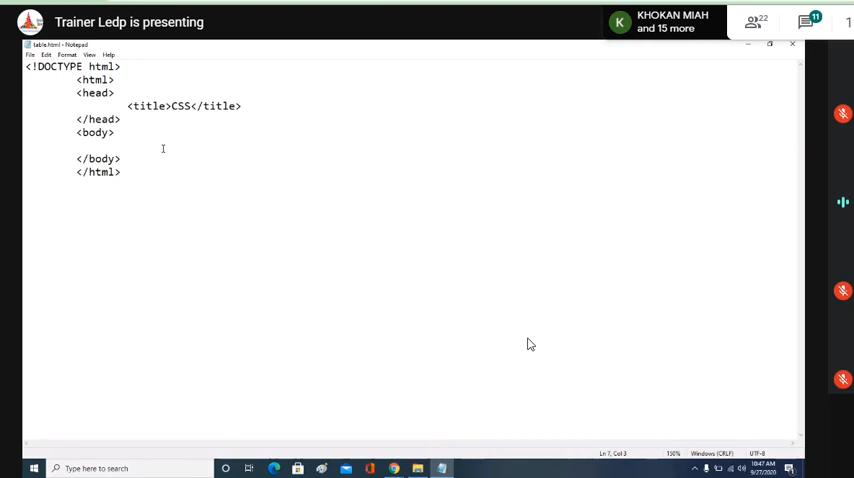 Trainer Ledp is presenting
K KHOKAN MIAH
and 15 more
22
11
1
table.html - Notepad
File Edit Format View Help
<!DOCTYPE html>
<html>
<head>
<title>CSS</title>
</head>
<body>
</body>
</html>
Ln 7, Col 3 150% Windows (CRLF) UTF-8
Type here to search
10:47 AM
9/27/2020